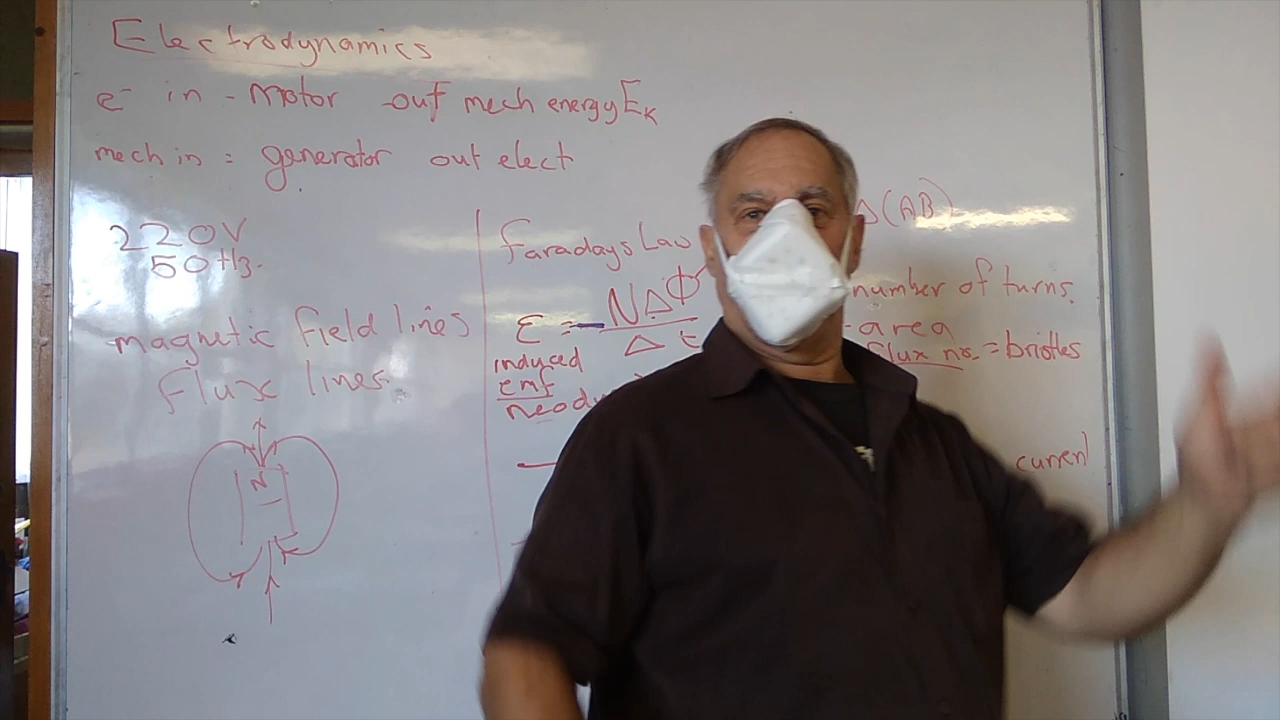 Electrodynamics
e⁻ in - motor out mech energy Eₖ
mech in = generator out elect
220V
50Hz.
magnetic field lines
flux lines.
N
Faradays Law
Δ(AB)
ε = - NΔΦ
Δt
induced
emf
number of turns.
- area
flux no. = bristles
current